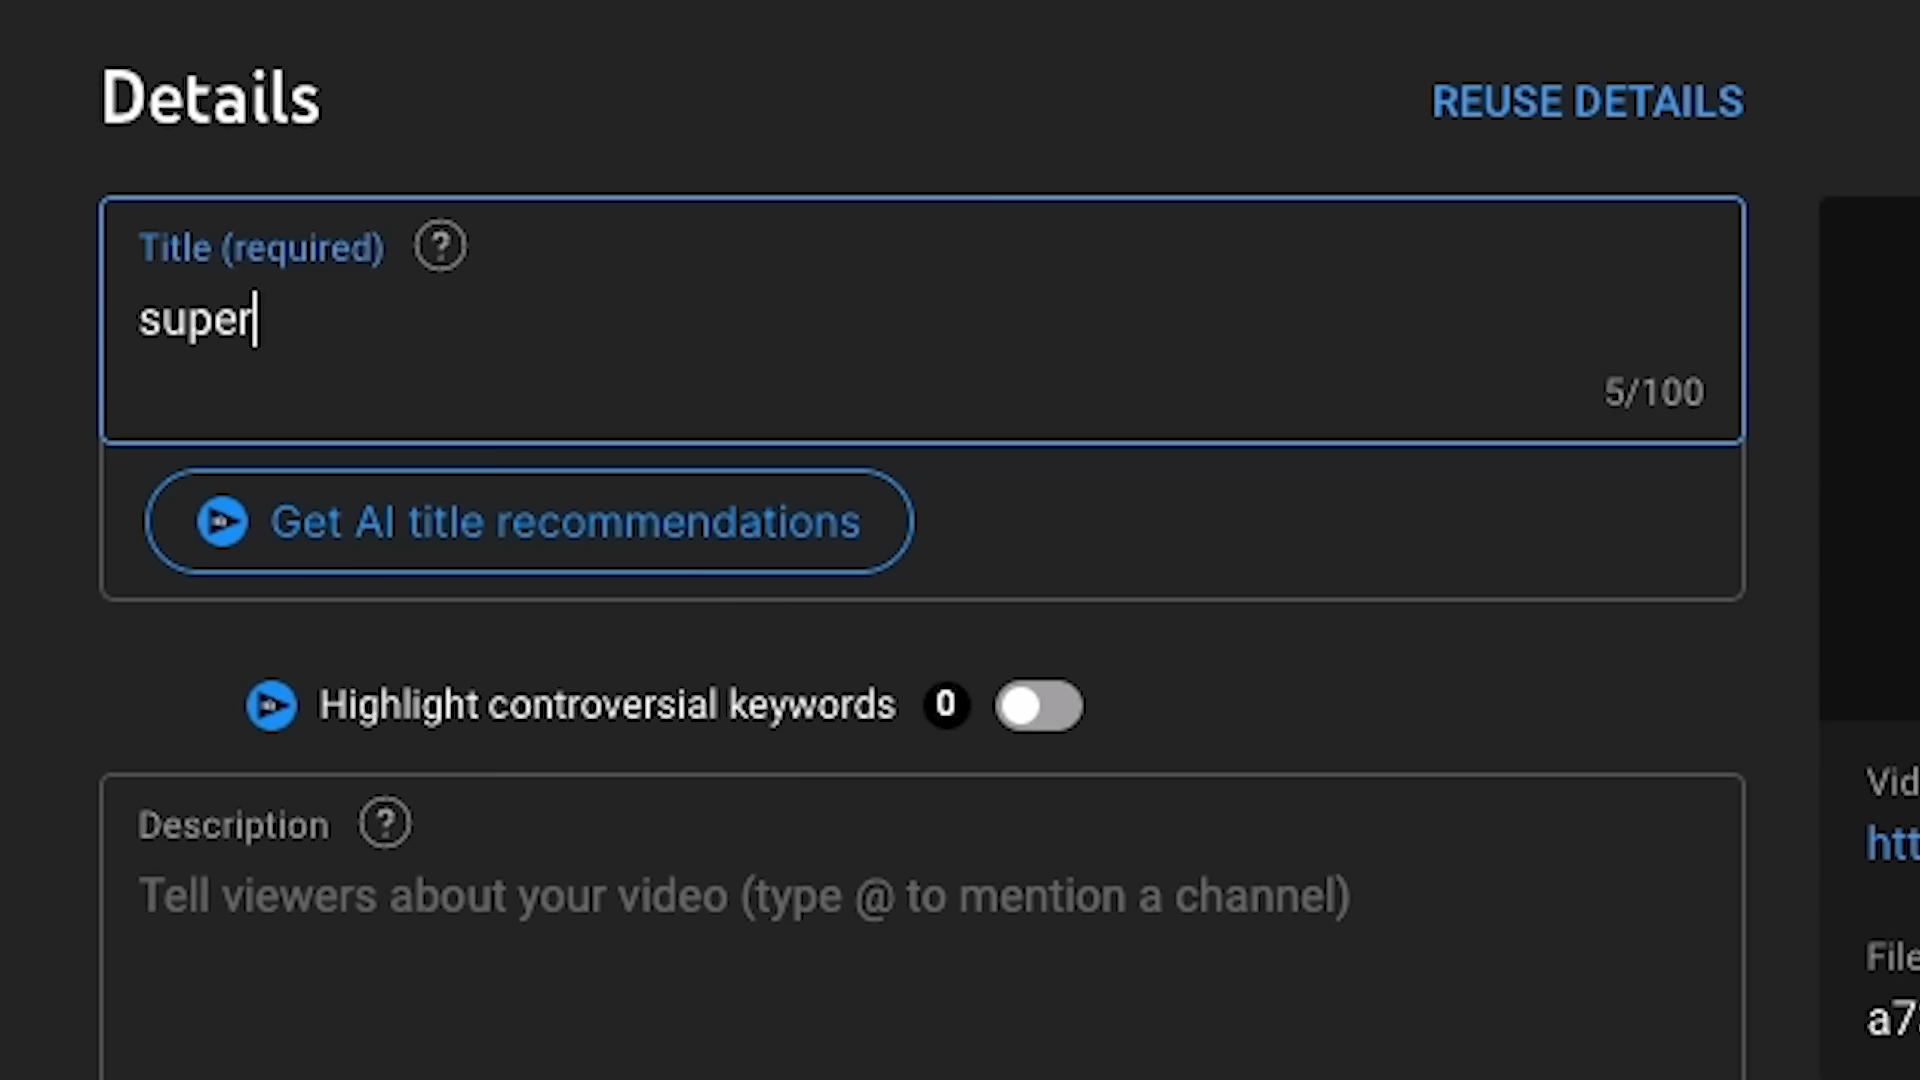 Details
REUSE DETAILS
Title (required) ?
super
5/100
Get AI title recommendations
Highlight controversial keywords 0
Description ?
Tell viewers about your video (type @ to mention a channel)
Vid
htt
File
a7